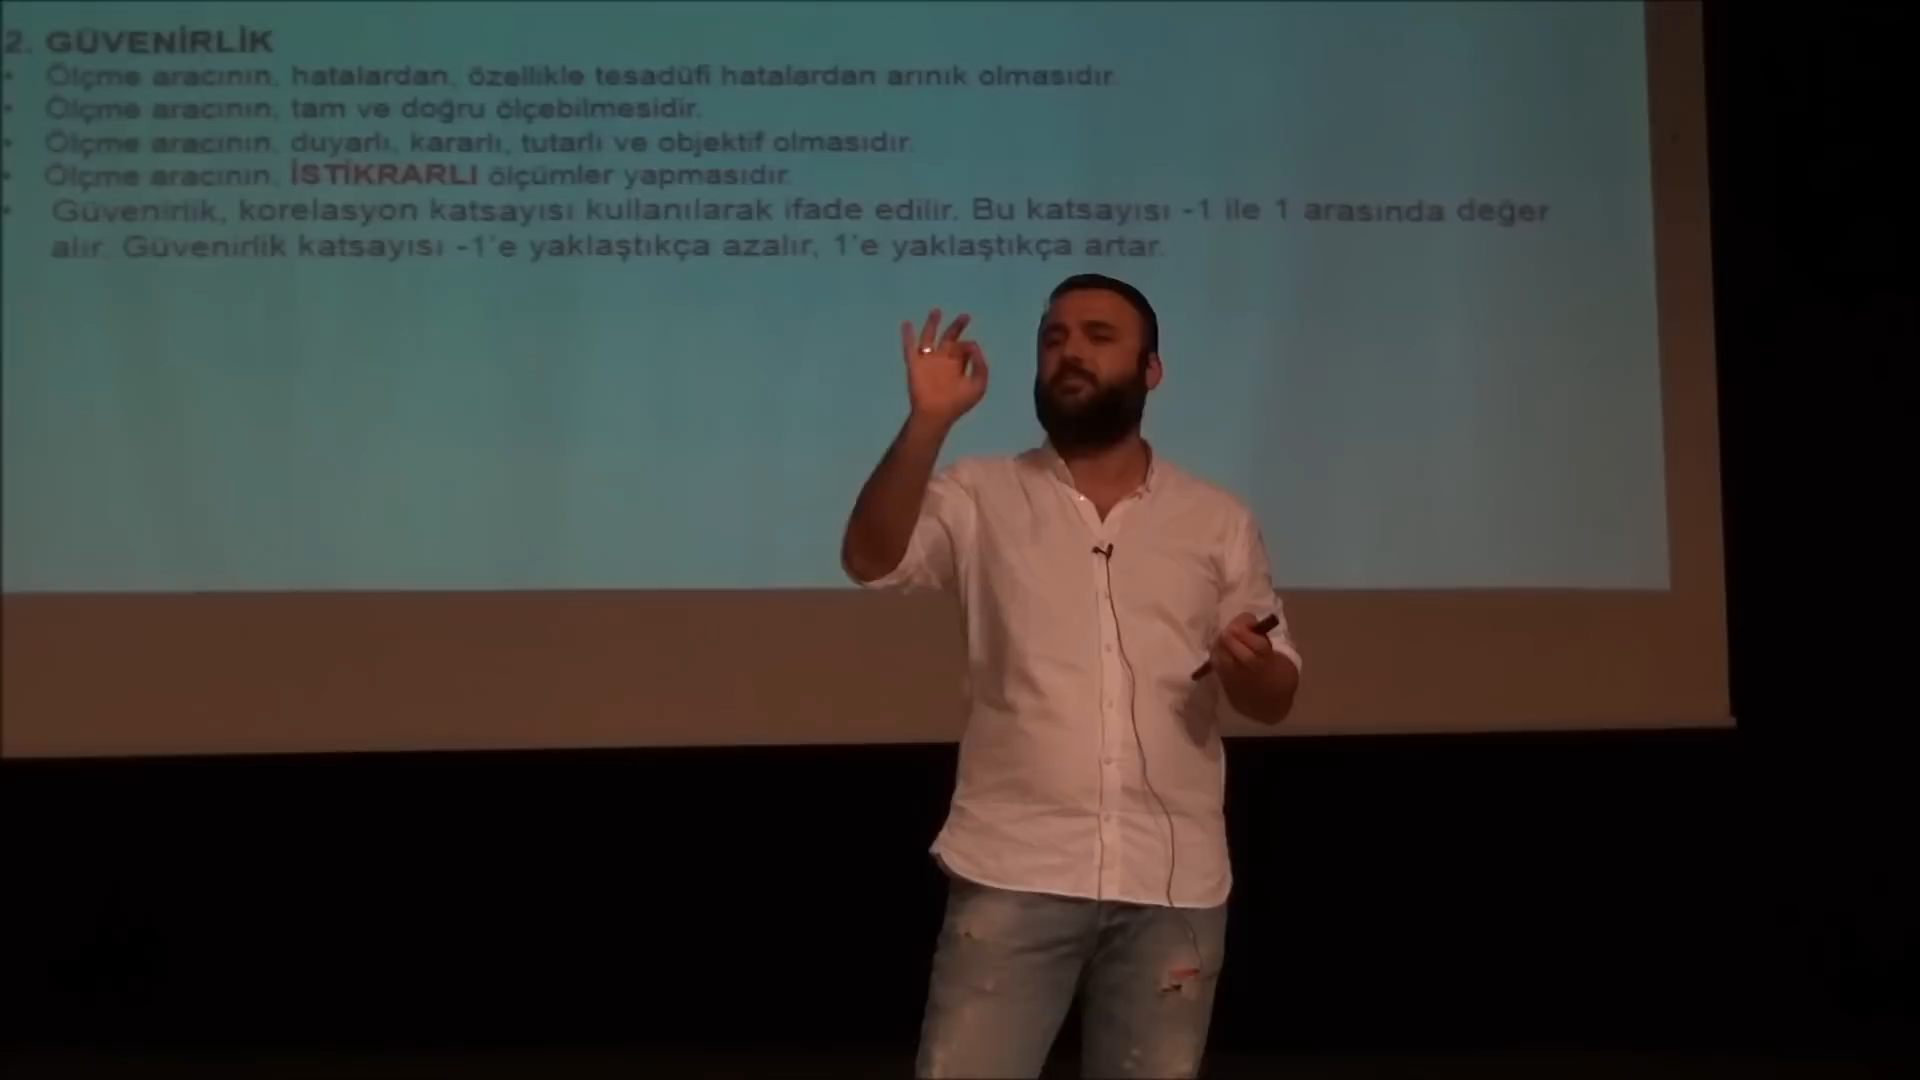 2. GÜVENİRLİK
• Ölçme aracının, hatalardan, özellikle tesadüfi hatalardan arınık olmasıdır.
• Ölçme aracının, tam ve doğru ölçebilmesidir.
• Ölçme aracının, duyarlı, kararlı, tutarlı ve objektif olmasıdır.
• Ölçme aracının, İSTİKRARLI ölçümler yapmasıdır.
• Güvenirlik, korelasyon katsayısı kullanılarak ifade edilir. Bu katsayısı -1 ile 1 arasında değer
alır. Güvenirlik katsayısı -1'e yaklaştıkça azalır, 1'e yaklaştıkça artar.